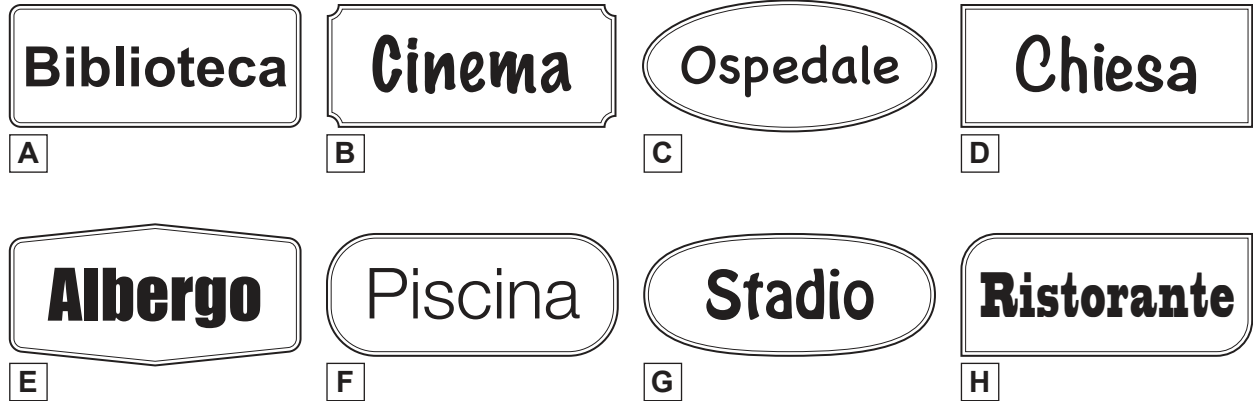 Biblioteca Cinema Ospedale Chiesa
A B C D
Albergo Piscina Stadio Ristorante
E F G H